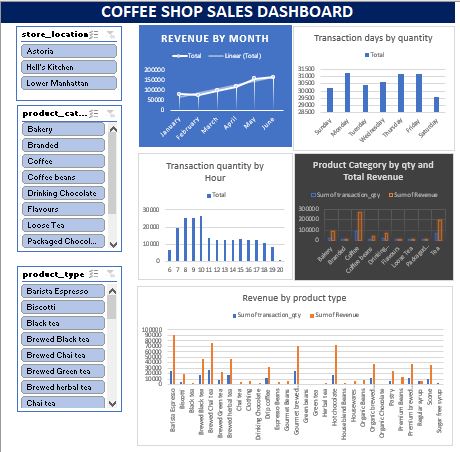 COFFEE SHOP SALES DASHBOARD
store_location
Astoria
Hell's Kitchen
Lower Manhattan
product_cat...
Bakery
Branded
Coffee
Coffee beans
Drinking Chocolate
Flavours
Loose Tea
Packaged Chocol...
product_type
Barista Espresso
Biscotti
Black tea
Brewed Black tea
Brewed Chai tea
Brewed Green tea
Brewed herbal tea
Chai tea
REVENUE BY MONTH
Total Linear (Total)
200000
150000
100000
50000
0
January February March April May June
Transaction days by quantity
Total
31500
31000
30500
30000
29500
29000
28500
Sunday Monday Tuesday Wednesday Thursday Friday Saturday
Transaction quantity by
Hour
Total
30000
20000
10000
0
6 7 8 9 10 11 12 13 14 15 16 17 18 19 20
Product Category by qty and
Total Revenue
Sum of transaction_qty Sum of Revenue
300000
200000
100000
0
Bakery Branded Coffee Coffee beans Drinking... Flavours Loose Tea Packaged... Tea
Revenue by product type
Sum of transaction_qty Sum of Revenue
100000
90000
80000
70000
60000
50000
40000
30000
20000
10000
0
Barista Espresso Biscotti Black tea Brewed Black tea Brewed Chai tea Brewed Green tea Brewed herbal tea Chai tea Clothing Drinking Chocolate Drip coffee Espresso Beans Gourmet Beans Gourmet brewed... Green beans Green tea Herbal tea Hot chocolate House blend Beans Housewares Organic Beans Organic brewed... Organic Chocolate Pastry Premium Beans Premium brewed... Regular syrup Scone Sugar free syrup